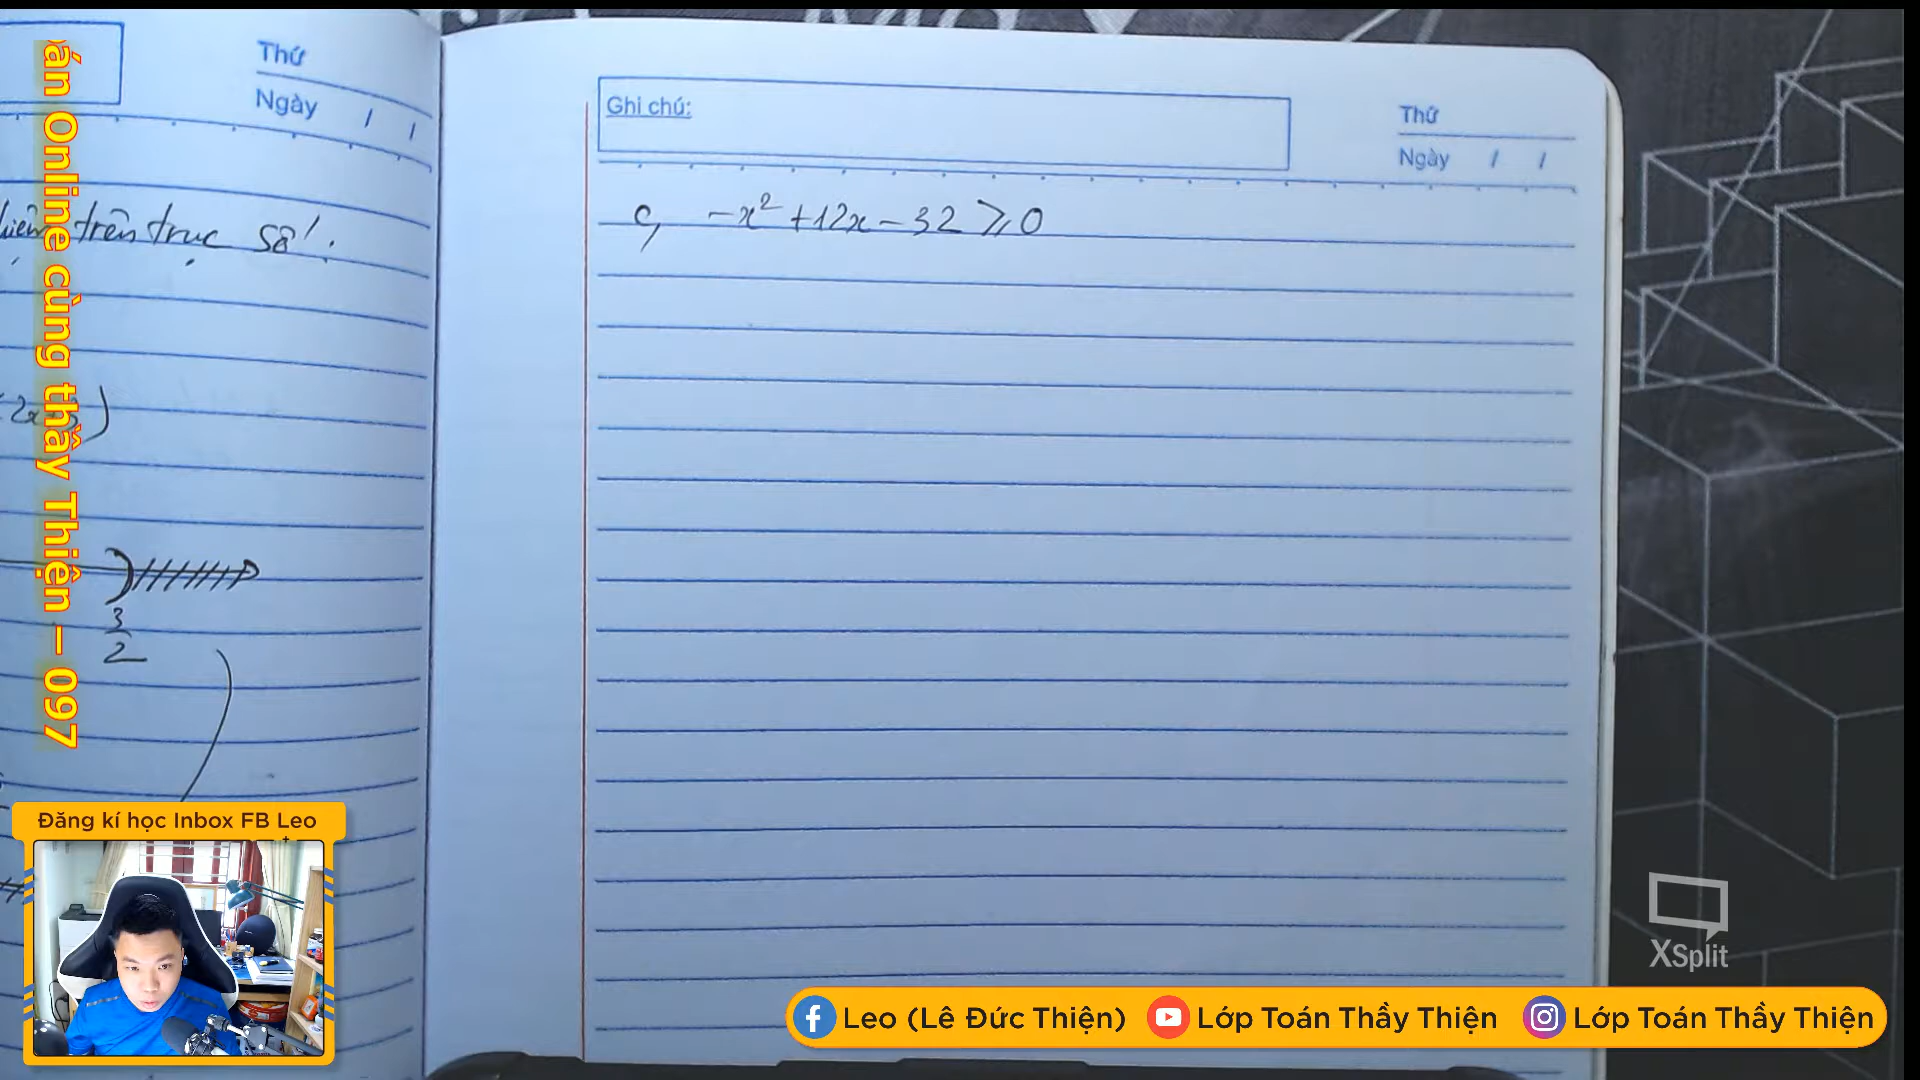 Thứ
Ngày / /
án Online cùng thầy Thiện – 097
trên trục số!
3
2
Ghi chú:
Thứ
Ngày / /
c, -x² + 12x - 32 ≥ 0
Đăng kí học Inbox FB Leo
XSplit
Leo (Lê Đức Thiện) Lớp Toán Thầy Thiện Lớp Toán Thầy Thiện